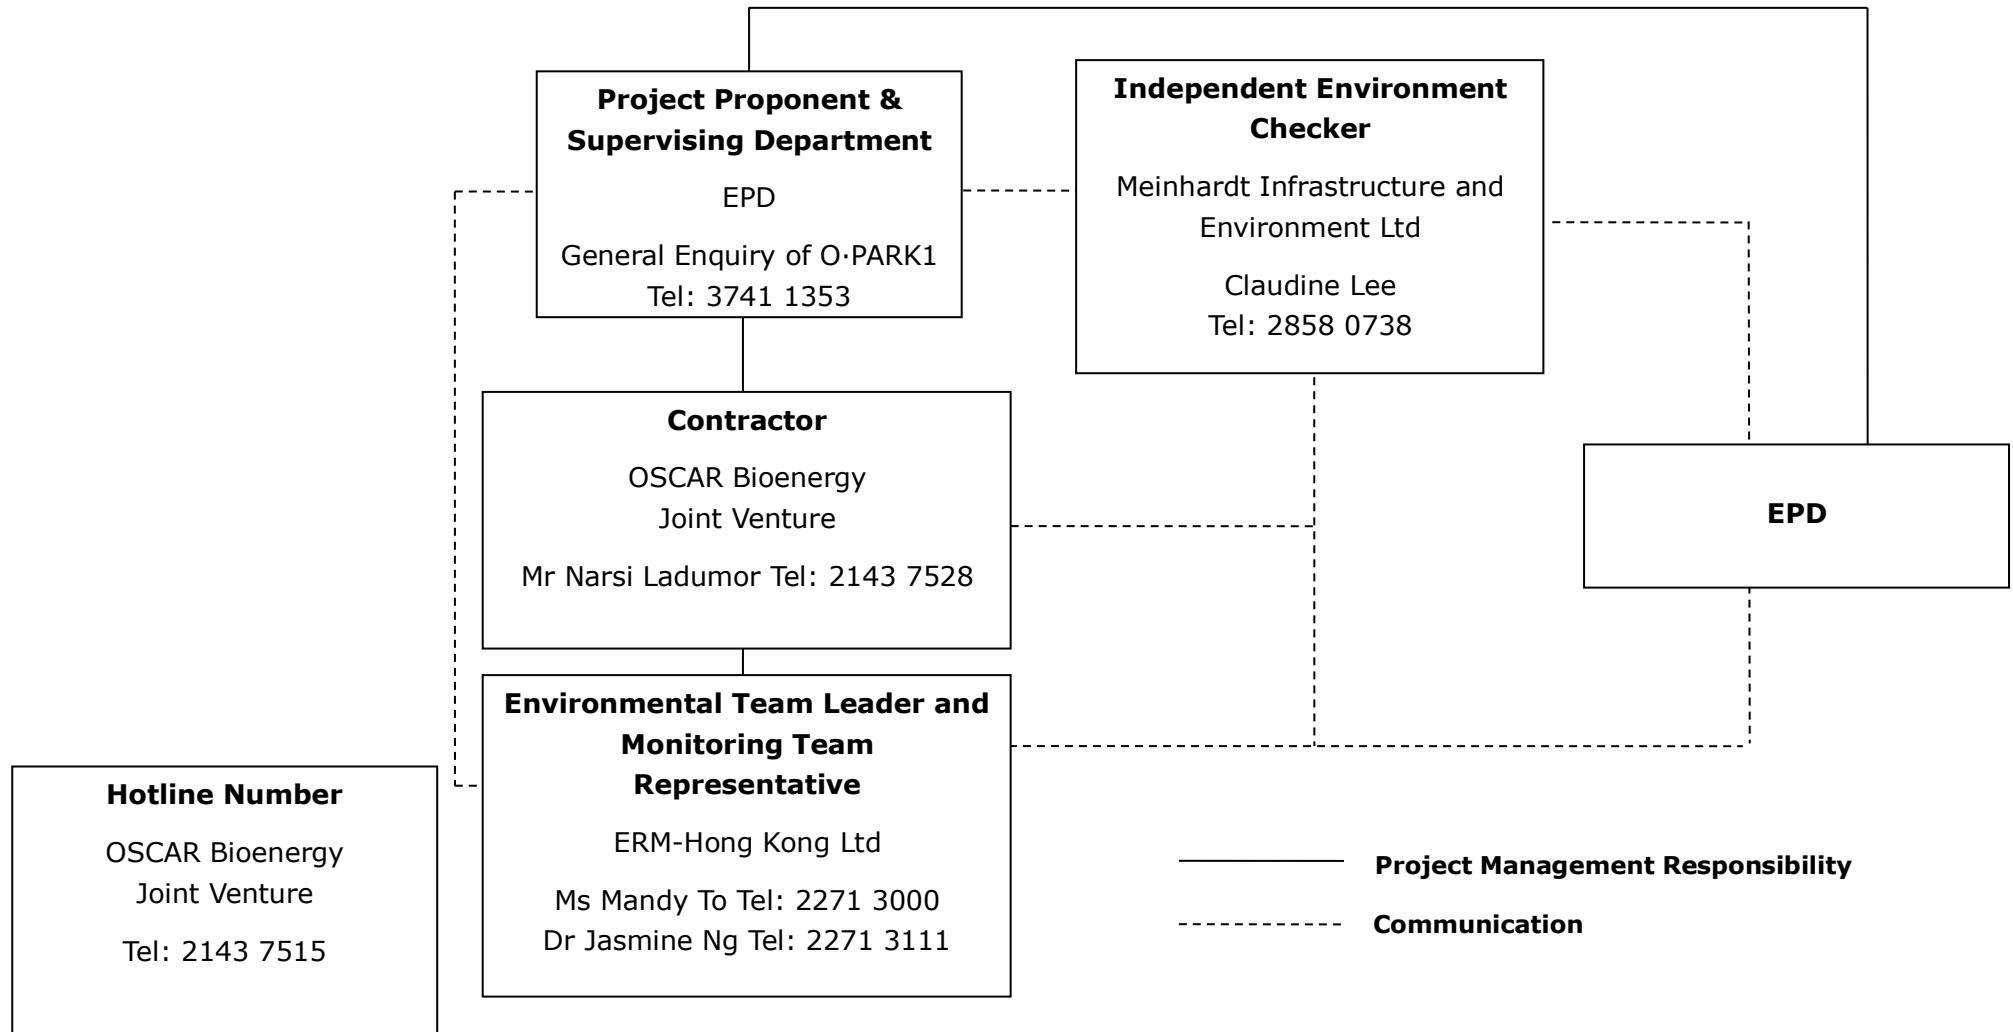 Project Proponent &
Supervising Department
EPD
General Enquiry of O·PARK1
Tel: 3741 1353
Independent Environment
Checker
Meinhardt Infrastructure and
Environment Ltd
Claudine Lee
Tel: 2858 0738
Contractor
OSCAR Bioenergy
Joint Venture
Mr Narsi Ladumor Tel: 2143 7528
EPD
Environmental Team Leader and
Monitoring Team
Representative
ERM-Hong Kong Ltd
Ms Mandy To Tel: 2271 3000
Dr Jasmine Ng Tel: 2271 3111
Hotline Number
OSCAR Bioenergy
Joint Venture
Tel: 2143 7515
Project Management Responsibility
Communication